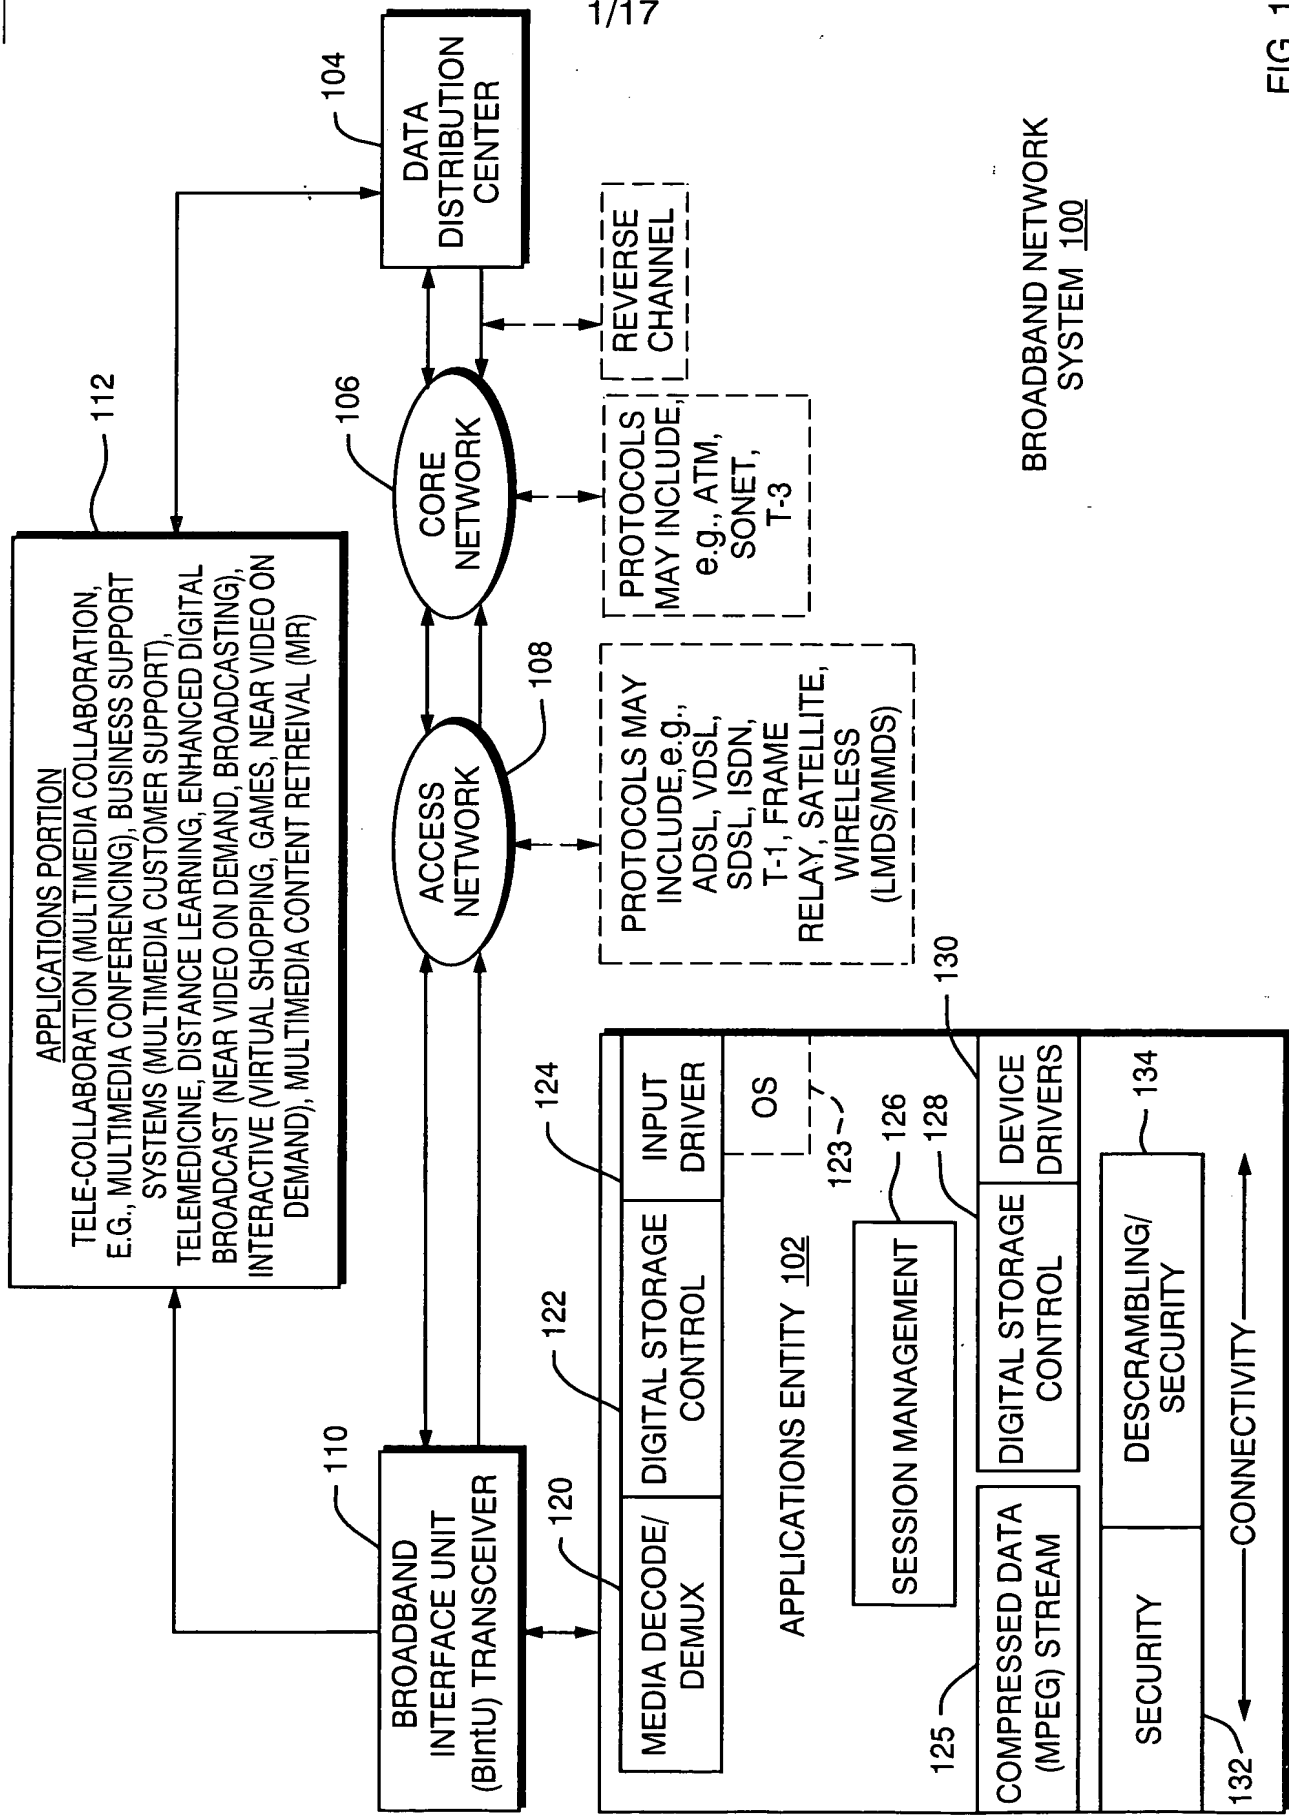 1/17
APPLICATIONS PORTION
TELE-COLLABORATION (MULTIMEDIA COLLABORATION,
E.G., MULTIMEDIA CONFERENCING), BUSINESS SUPPORT
SYSTEMS (MULTIMEDIA CUSTOMER SUPPORT),
TELEMEDICINE, DISTANCE LEARNING, ENHANCED DIGITAL
BROADCAST (NEAR VIDEO ON DEMAND, BROADCASTING),
INTERACTIVE (VIRTUAL SHOPPING, GAMES, NEAR VIDEO ON
DEMAND), MULTIMEDIA CONTENT RETREIVAL (MR)
112
110
BROADBAND
INTERFACE UNIT
(BIntU) TRANSCEIVER
ACCESS
NETWORK
108
CORE
NETWORK
106
DATA
DISTRIBUTION
CENTER
104
PROTOCOLS MAY
INCLUDE,e.g.,
ADSL, VDSL,
SDSL, ISDN,
T-1, FRAME
RELAY, SATELLITE,
WIRELESS
(LMDS/MMDS)
PROTOCOLS
MAY INCLUDE,
e.g., ATM,
SONET,
T-3
REVERSE
CHANNEL
120
122
124
MEDIA DECODE/
DEMUX
DIGITAL STORAGE
CONTROL
INPUT
DRIVER
OS
123
APPLICATIONS ENTITY 102
SESSION MANAGEMENT
126
125
128
130
COMPRESSED DATA
(MPEG) STREAM
DIGITAL STORAGE
CONTROL
DEVICE
DRIVERS
SECURITY
DESCRAMBLING/
SECURITY
134
132
CONNECTIVITY
BROADBAND NETWORK
SYSTEM 100
FIG. 1